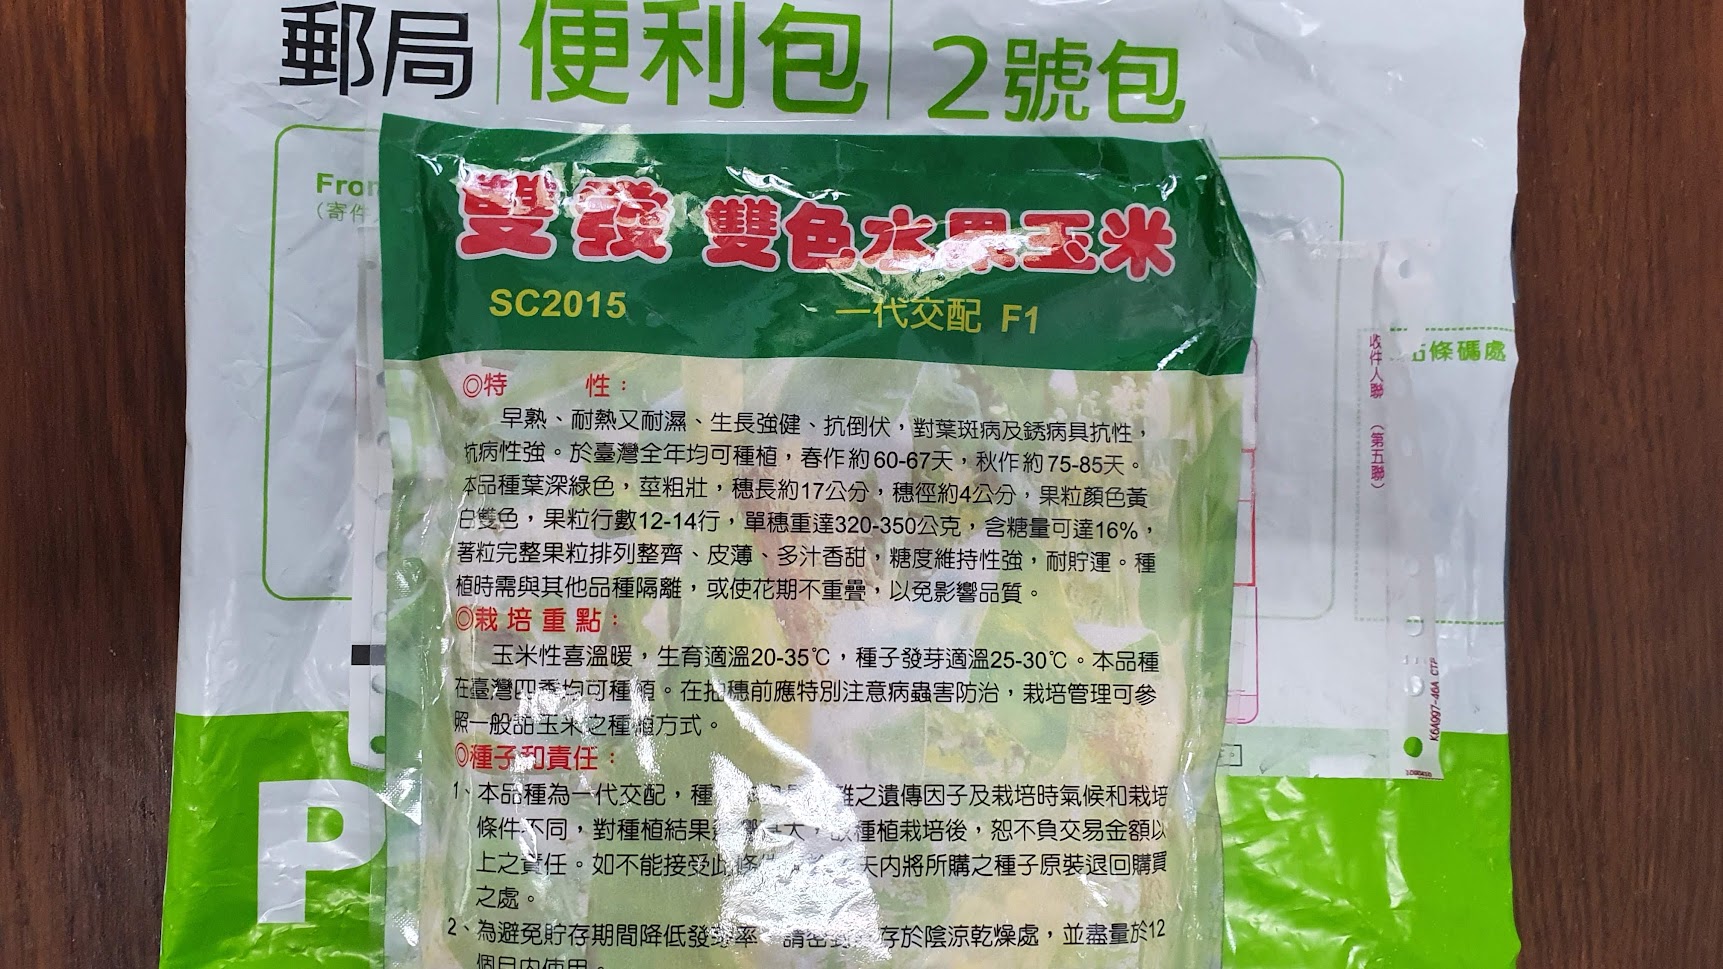 郵局 便利包 2號包
From
(寄件
雙發 雙色水果玉米
SC2015 一代交配 F1
◎特 性：
早熟、耐熱又耐濕、生長強健、抗倒伏，對葉斑病及銹病具抗性，
抗病性強。於臺灣全年均可種植，春作約60-67天，秋作約75-85天。
本品種葉深綠色，莖粗壯，穗長約17公分，穗徑約4公分，果粒顏色黃
白雙色，果粒行數12-14行，單穗重達320-350公克，含糖量可達16%，
著粒完整果粒排列整齊、皮薄、多汁香甜，糖度維持性強，耐貯運。種
植時需與其他品種隔離，或使花期不重疊，以免影響品質。
◎栽培重點：
玉米性喜溫暖，生育適溫20-35℃，種子發芽適溫25-30℃。本品種
在臺灣四季均可種植。在抽穗前應特別注意病蟲害防治，栽培管理可參
照一般甜玉米之種植方式。
◎種子和責任：
1、本品種為一代交配，種 之遺傳因子及栽培時氣候和栽培
條件不同，對種植結果 大， 種植栽培後，恕不負交易金額以
上之責任。如不能接受此條件 天內將所購之種子原裝退回購買
之處。
2、為避免貯存期間降低發芽率，請密封 存於陰涼乾燥處，並盡量於12
個月內使用。
條碼處
收件人聯 (第五聯)
K6A997-46A CTP
P